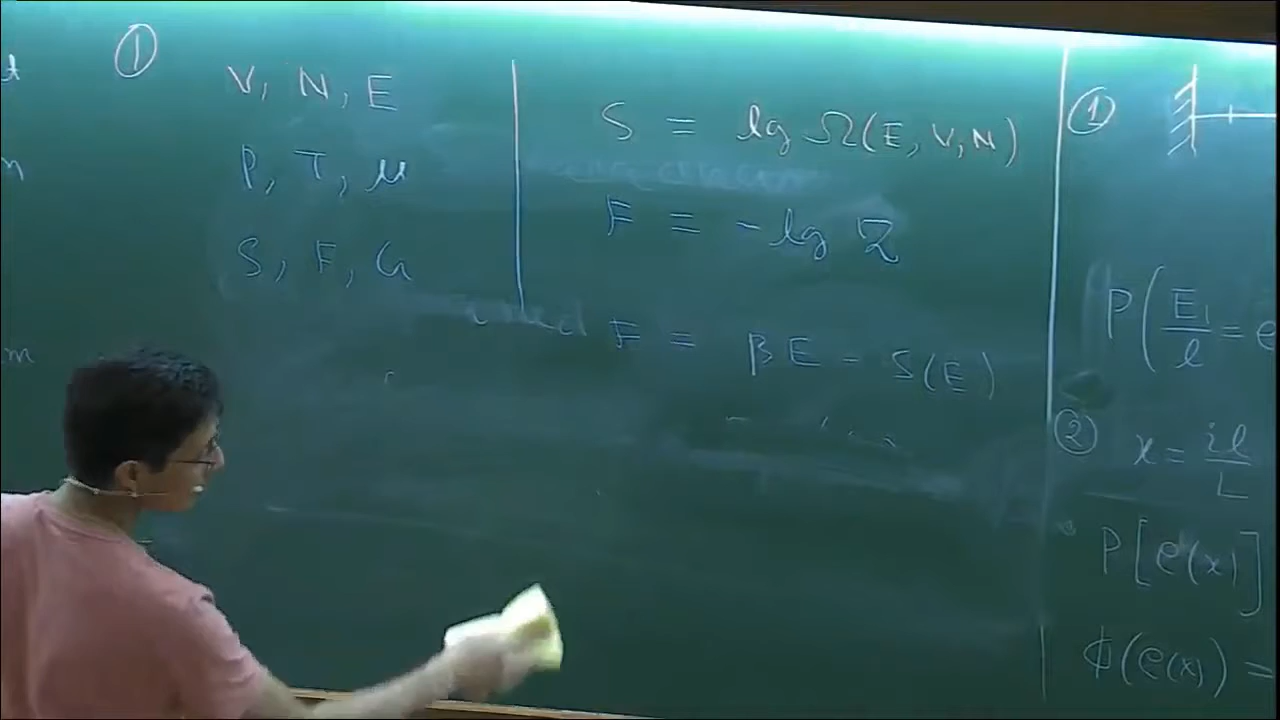 t
n
m
①
V, N, E
P, T, μ
S, F, G
S = lg Ω(E, V, N)
F = -lg Z
F = βE - S(E)
①
P(E₁/l = e
② x = il/L
P[e(x)]
ϕ(e(x)) =